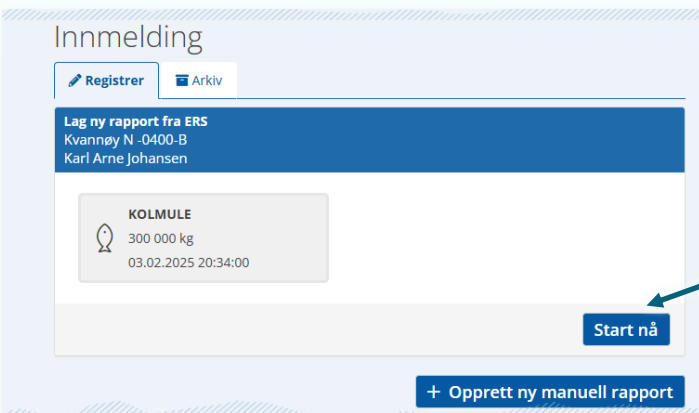 Innmelding
Registrer
Arkiv
Lag ny rapport fra ERS
Kvannøy N -0400-B
Karl Arne Johansen
KOLMULE
300 000 kg
03.02.2025 20:34:00
Start nå
+ Opprett ny manuell rapport